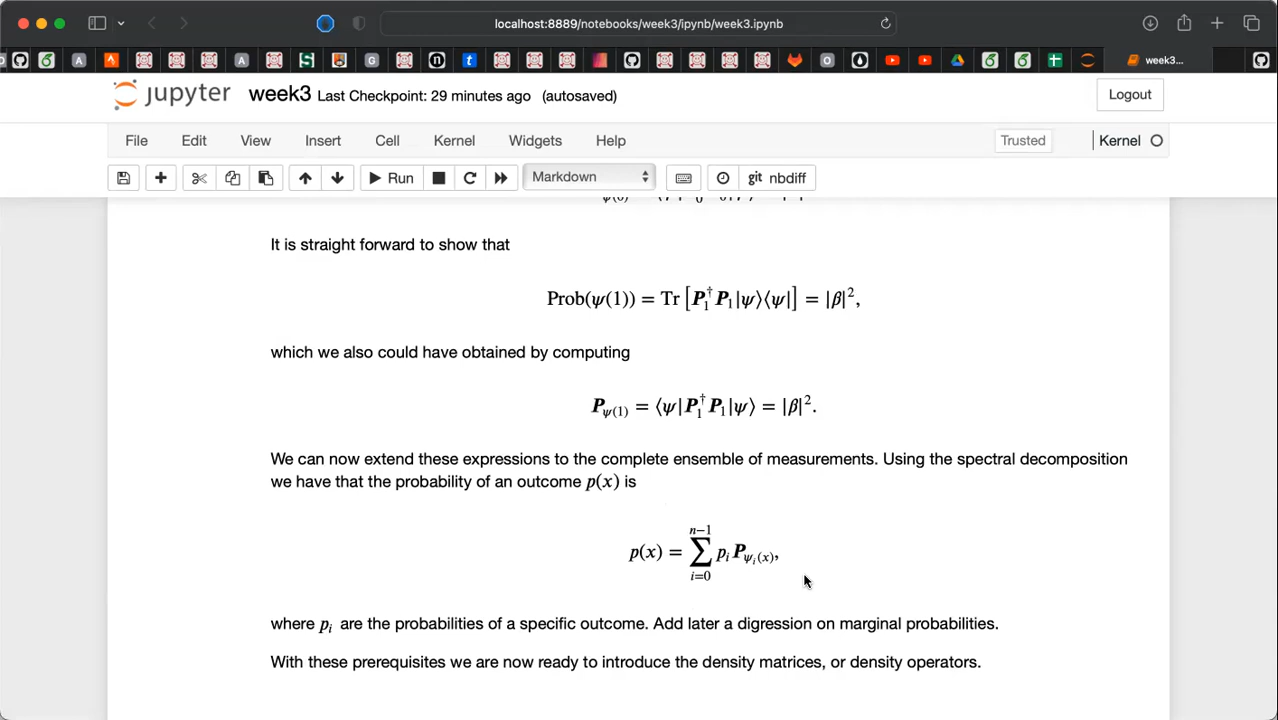 localhost:8889/notebooks/week3/ipynb/week3.ipynb
week3...
jupyter week3 Last Checkpoint: 29 minutes ago (autosaved)
Logout
File Edit View Insert Cell Kernel Widgets Help
Trusted Kernel
Run Markdown git nbdiff
It is straight forward to show that
Prob(ψ(1)) = Tr [P₁†P₁|ψ⟩⟨ψ|] = |β|²,
which we also could have obtained by computing
P_ψ(1) = ⟨ψ|P₁†P₁|ψ⟩ = |β|².
We can now extend these expressions to the complete ensemble of measurements. Using the spectral decomposition
we have that the probability of an outcome p(x) is
p(x) = ∑_{i=0}^{n−1} p_i P_{ψ_i(x)},
where p_i are the probabilities of a specific outcome. Add later a digression on marginal probabilities.
With these prerequisites we are now ready to introduce the density matrices, or density operators.